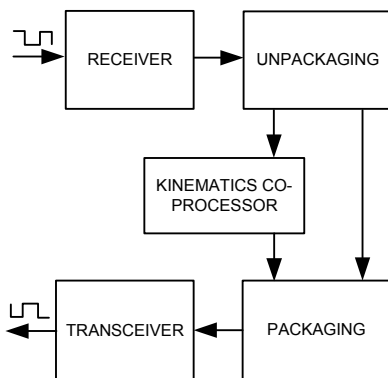 RECEIVER
UNPACKAGING
KINEMATICS CO-
PROCESSOR
TRANSCEIVER
PACKAGING